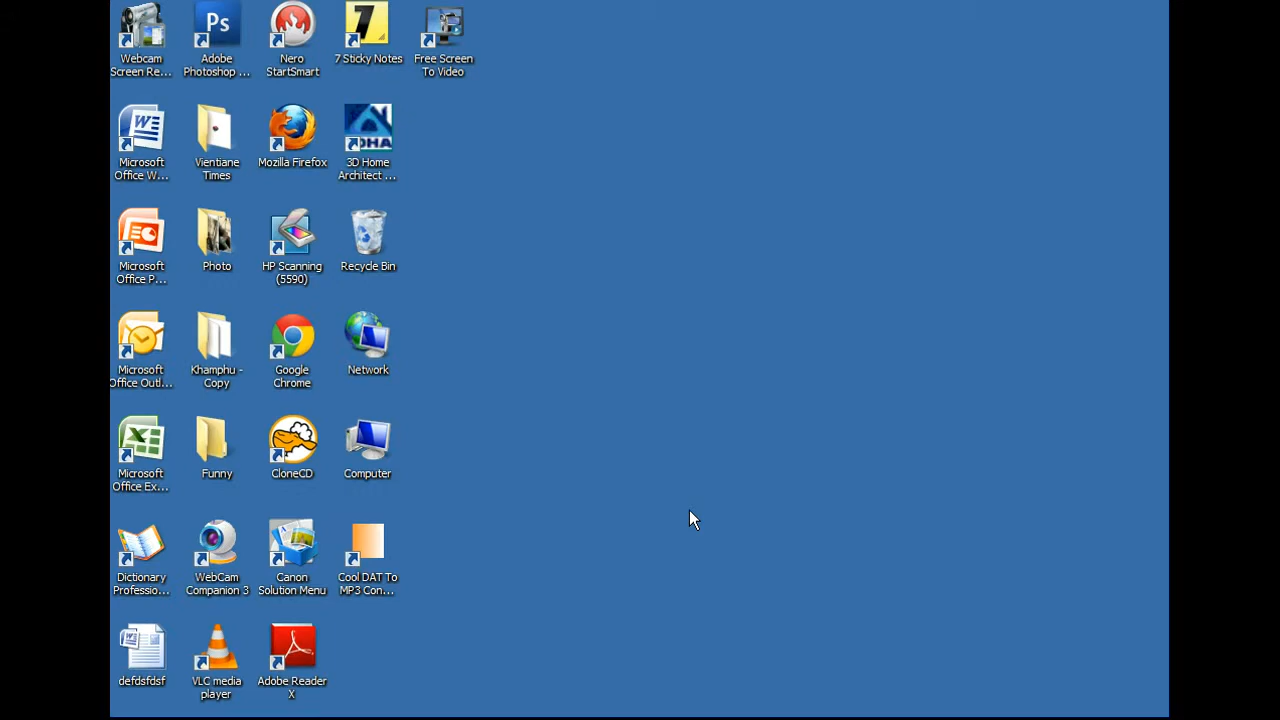 Webcam
Screen Re...
Adobe
Photoshop ...
Nero
StartSmart
7 Sticky Notes
Free Screen
To Video
Microsoft
Office W...
Vientiane
Times
Mozilla Firefox
3D Home
Architect ...
Microsoft
Office P...
Photo
HP Scanning
(5590)
Recycle Bin
Microsoft
Office Outl...
Khamphu -
Copy
Google
Chrome
Network
Microsoft
Office Ex...
Funny
CloneCD
Computer
Dictionary
Professio...
WebCam
Companion 3
Canon
Solution Menu
Cool DAT To
MP3 Con...
defdsfdsf
VLC media
player
Adobe Reader
X